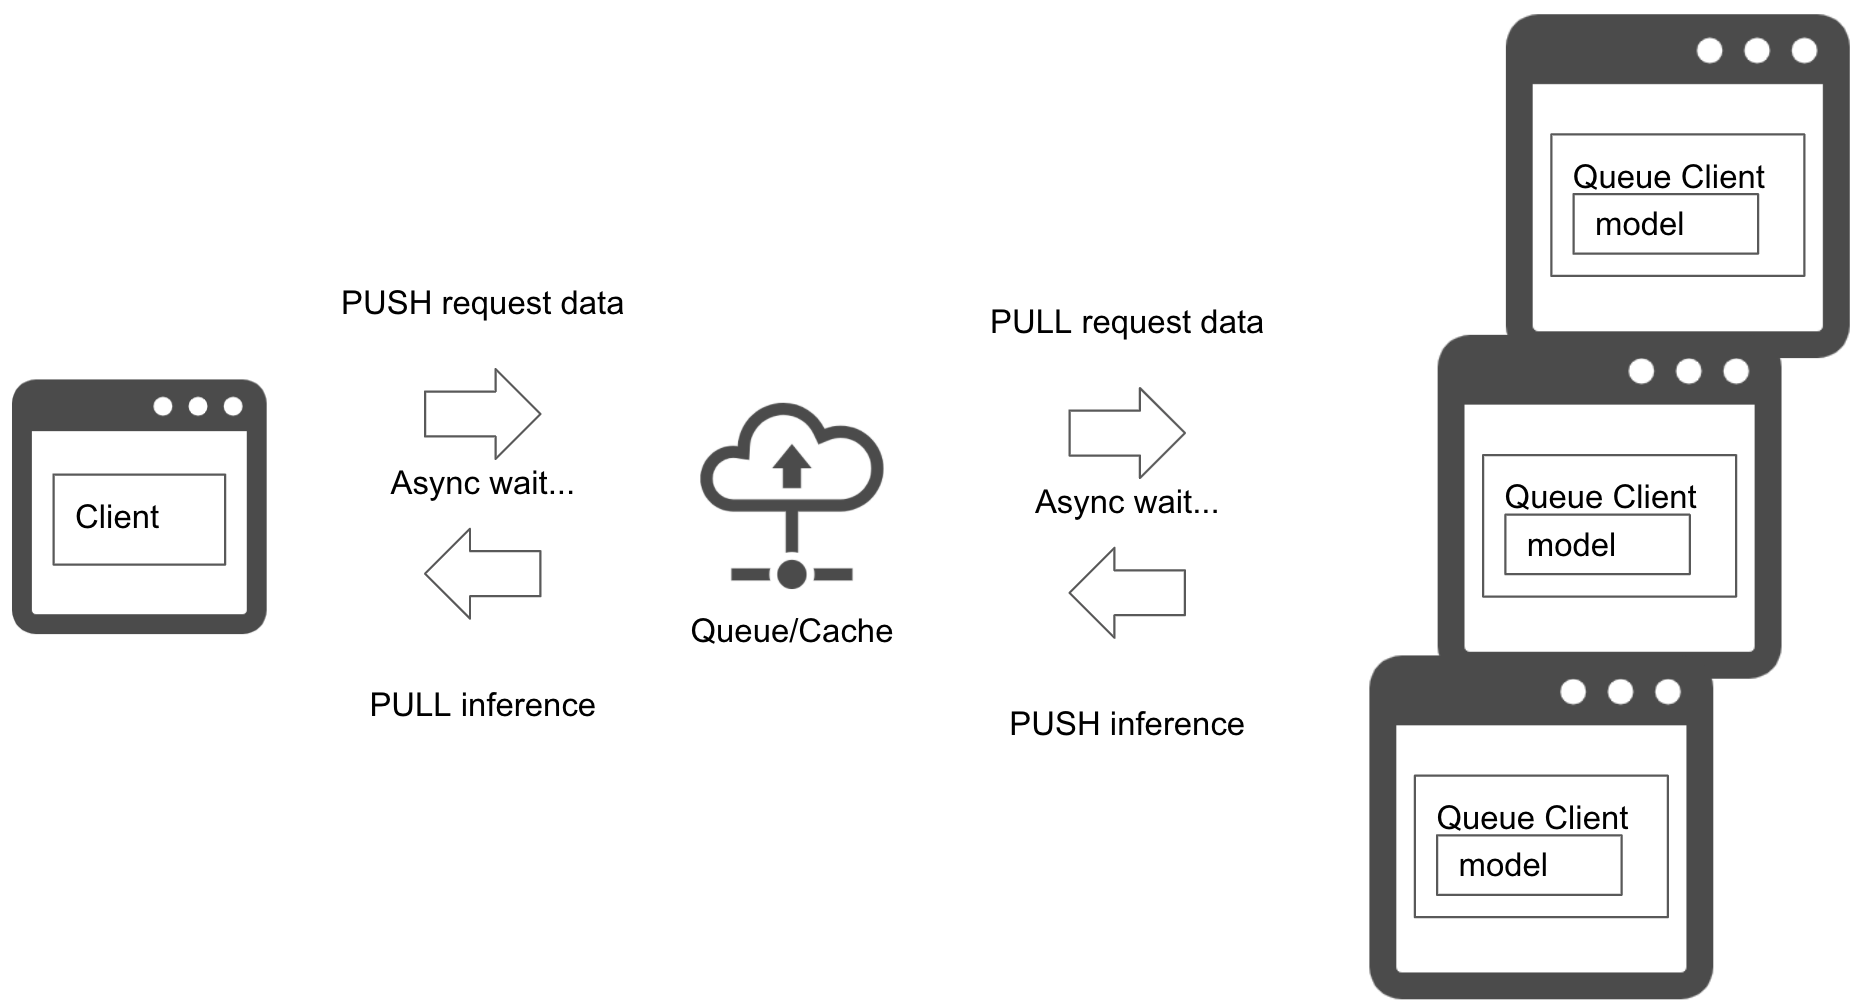 Client
PUSH request data
Async wait...
PULL inference
Queue/Cache
PULL request data
Async wait...
PUSH inference
Queue Client
model
Queue Client
model
Queue Client
model